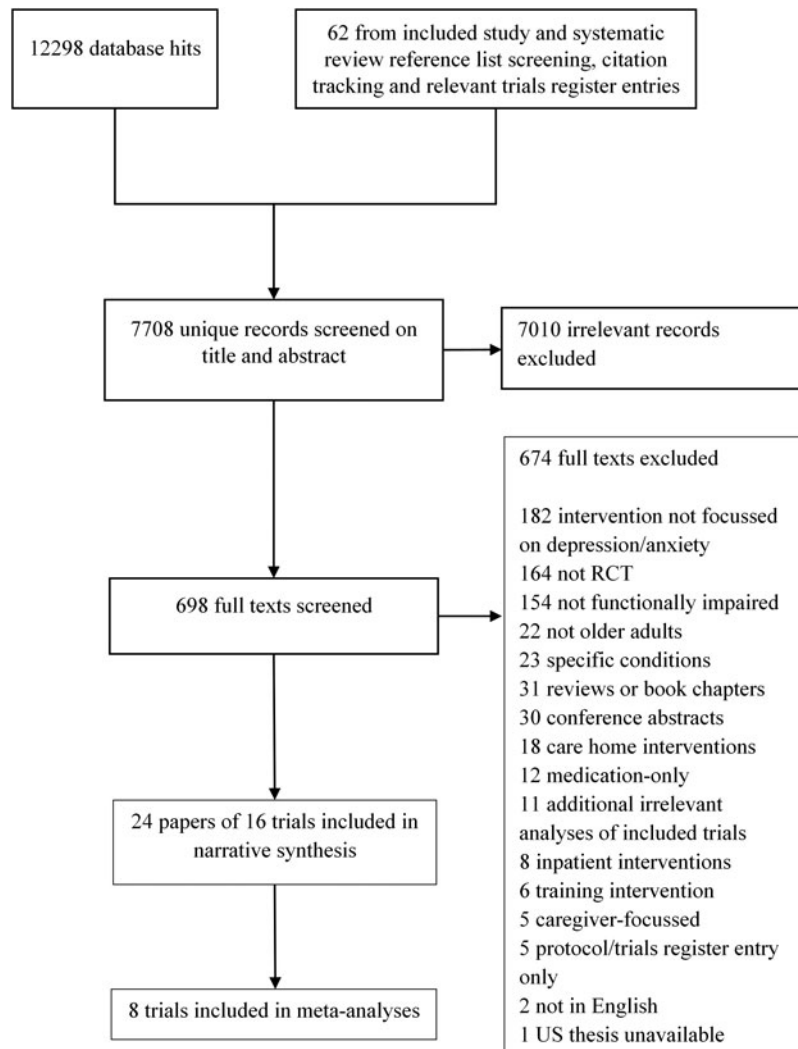 12298 database hits
62 from included study and systematic
review reference list screening, citation
tracking and relevant trials register entries
7708 unique records screened on
title and abstract
7010 irrelevant records
excluded
698 full texts screened
674 full texts excluded
182 intervention not focussed
on depression/anxiety
164 not RCT
154 not functionally impaired
22 not older adults
23 specific conditions
31 reviews or book chapters
30 conference abstracts
18 care home interventions
12 medication-only
11 additional irrelevant
analyses of included trials
8 inpatient interventions
6 training intervention
5 caregiver-focussed
5 protocol/trials register entry
only
2 not in English
1 US thesis unavailable
24 papers of 16 trials included in
narrative synthesis
8 trials included in meta-analyses